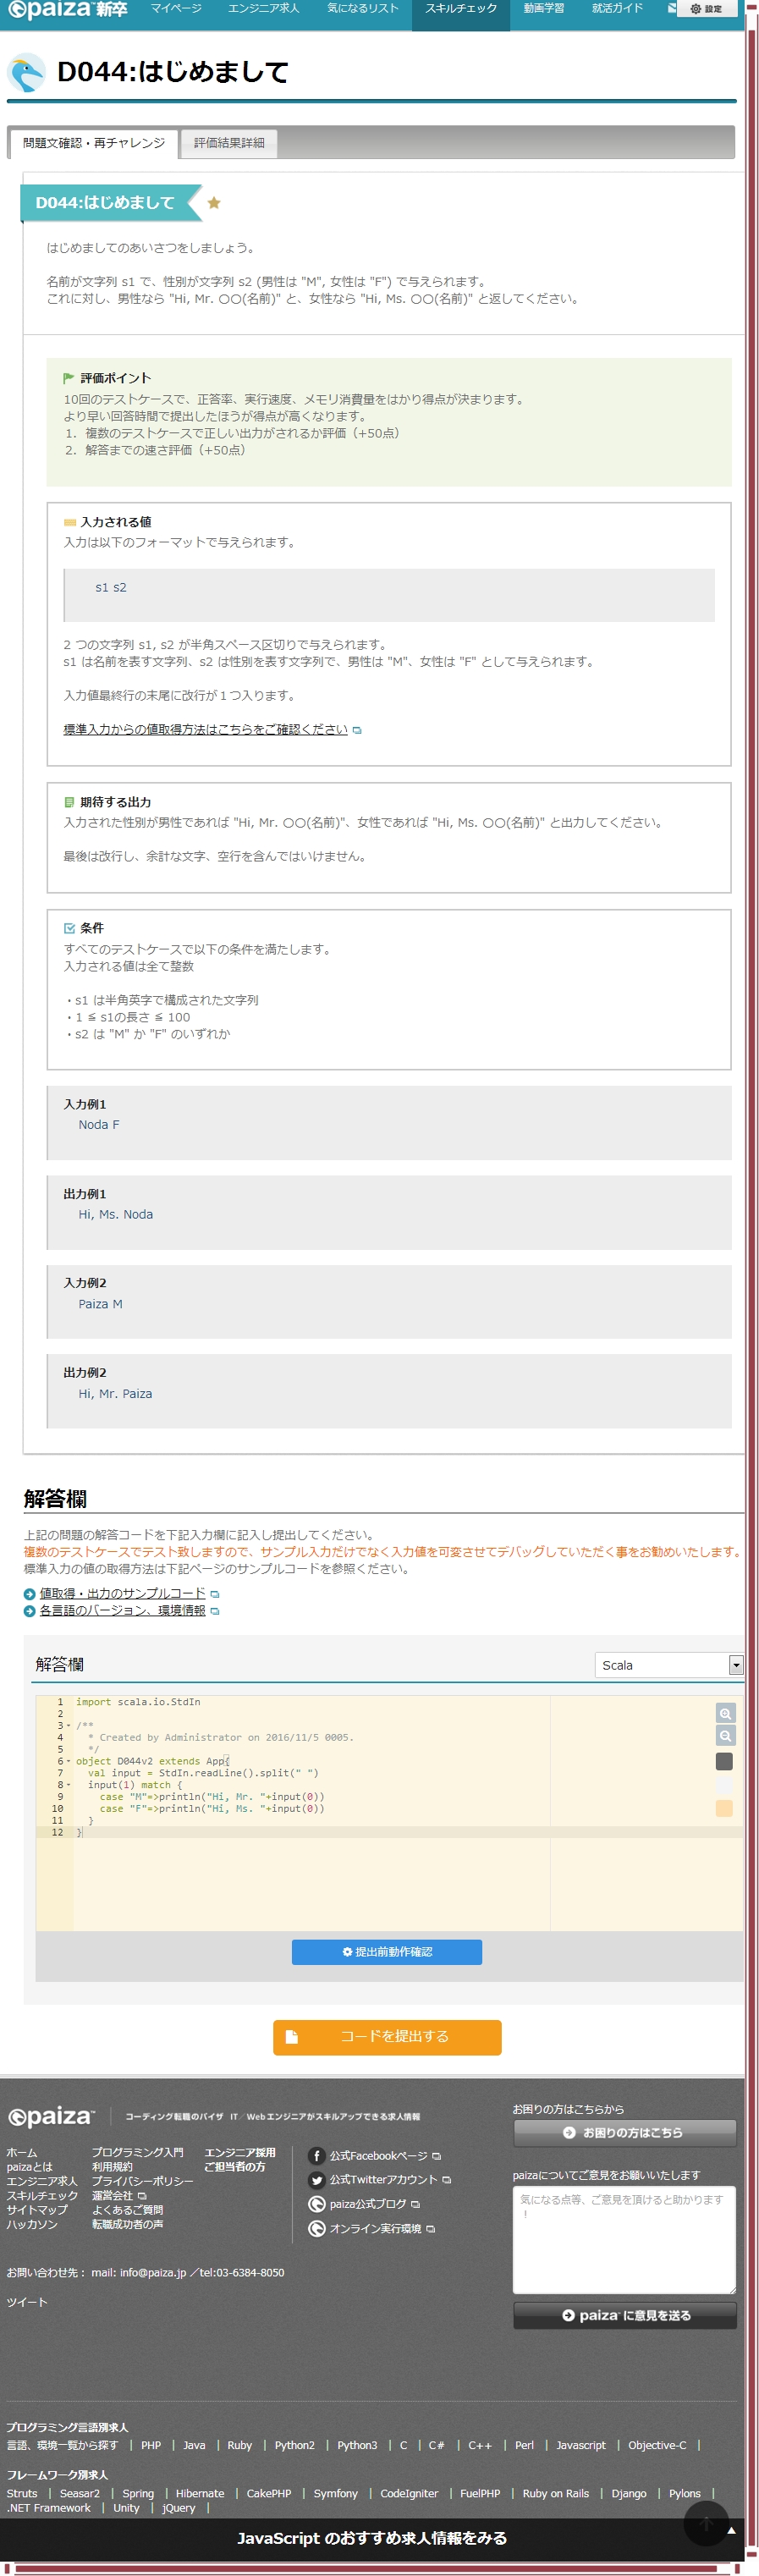 paiza新卒 マイページ エンジニア求人 気になるリスト スキルチェック 動画学習 就活ガイド 設定
D044:はじめまして
問題文確認・再チャレンジ 評価結果詳細
D044:はじめまして
はじめましてのあいさつをしましょう。
名前が文字列 s1 で、性別が文字列 s2 (男性は "M", 女性は "F") で与えられます。
これに対し、男性なら "Hi, Mr. 〇〇(名前)" と、女性なら "Hi, Ms. 〇〇(名前)" と返してください。
評価ポイント
10回のテストケースで、正答率、実行速度、メモリ消費量をはかり得点が決まります。
より早い回答時間で提出したほうが得点が高くなります。
1. 複数のテストケースで正しい出力がされるか評価（+50点）
2. 解答までの速さ評価（+50点）
入力される値
入力は以下のフォーマットで与えられます。
s1 s2
2 つの文字列 s1, s2 が半角スペース区切りで与えられます。
s1 は名前を表す文字列、s2 は性別を表す文字列で、男性は "M"、女性は "F" として与えられます。
入力値最終行の末尾に改行が１つ入ります。
標準入力からの値取得方法はこちらをご確認ください
期待する出力
入力された性別が男性であれば "Hi, Mr. 〇〇(名前)"、女性であれば "Hi, Ms. 〇〇(名前)" と出力してください。
最後は改行し、余計な文字、空行を含んではいけません。
条件
すべてのテストケースで以下の条件を満たします。
入力される値は全て整数
・s1 は半角英字で構成された文字列
・1 ≦ s1の長さ ≦ 100
・s2 は "M" か "F" のいずれか
入力例1
Noda F
出力例1
Hi, Ms. Noda
入力例2
Paiza M
出力例2
Hi, Mr. Paiza
解答欄
上記の問題の解答コードを下記入力欄に記入し提出してください。
複数のテストケースでテスト致しますので、サンプル入力だけでなく入力値を可変させてデバッグしていただく事をお勧めいたします。
標準入力の値の取得方法は下記ページのサンプルコードを参照ください。
値取得・出力のサンプルコード
各言語のバージョン、環境情報
解答欄 Scala
1 import scala.io.StdIn
2
3 /**
4 * Created by Administrator on 2016/11/5 0005.
5 */
6 object D044v2 extends App{
7 val input = StdIn.readLine().split(" ")
8 input(1) match {
9 case "M"=>println("Hi, Mr. "+input(0))
10 case "F"=>println("Hi, Ms. "+input(0))
11 }
12 }
提出前動作確認
コードを提出する
paiza コーディング転職のパイザ IT／Webエンジニアがスキルアップできる求人情報
ホーム プログラミング入門 エンジニア採用
paizaとは 利用規約 ご担当者の方
エンジニア求人 プライバシーポリシー
スキルチェック 運営会社
サイトマップ よくあるご質問
ハッカソン 転職成功者の声
公式Facebookページ
公式Twitterアカウント
paiza公式ブログ
オンライン実行環境
お困りの方はこちらから
お困りの方はこちら
paizaについてご意見をお願いいたします
気になる点等、ご意見を頂けると助かります
！
paiza に意見を送る
お問い合わせ先： mail: info@paiza.jp ／tel:03-6384-8050
ツイート
プログラミング言語別求人
言語、環境一覧から探す | PHP | Java | Ruby | Python2 | Python3 | C | C# | C++ | Perl | Javascript | Objective-C |
フレームワーク別求人
Struts | Seasar2 | Spring | Hibernate | CakePHP | Symfony | CodeIgniter | FuelPHP | Ruby on Rails | Django | Pylons |
.NET Framework | Unity | jQuery |
JavaScript のおすすめ求人情報をみる